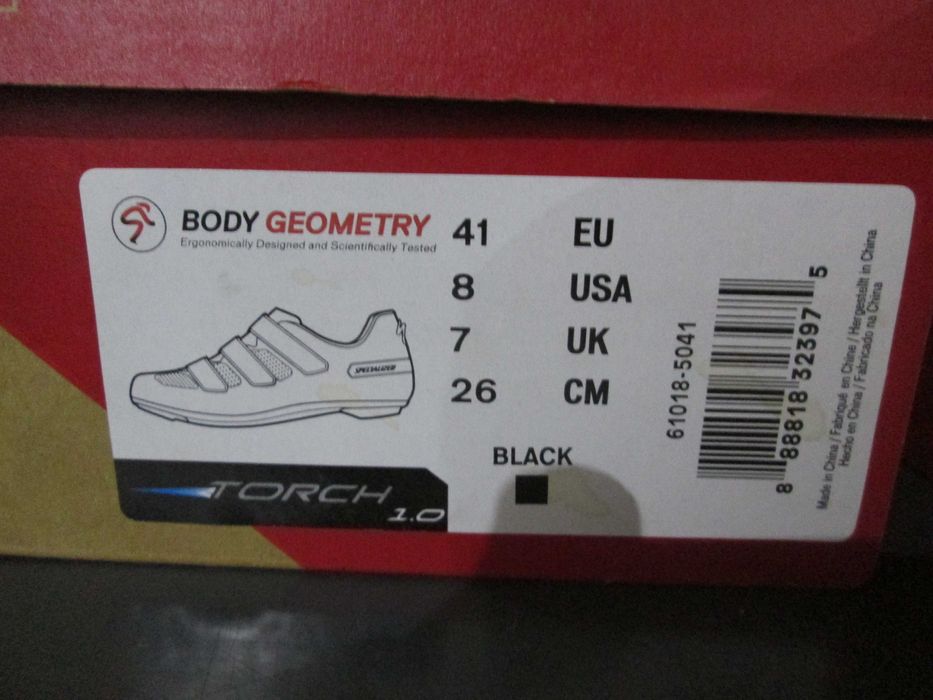 BODY GEOMETRY
Ergonomically Designed and Scientifically Tested
41 EU
8 USA
7 UK
26 CM
BLACK
SPECIALIZED
TORCH
1.0
61018-5041
8 88818 32397 5
Made in China / Fabriqué en Chine / Hergestellt in China
Hecho en China / Fabricado na China